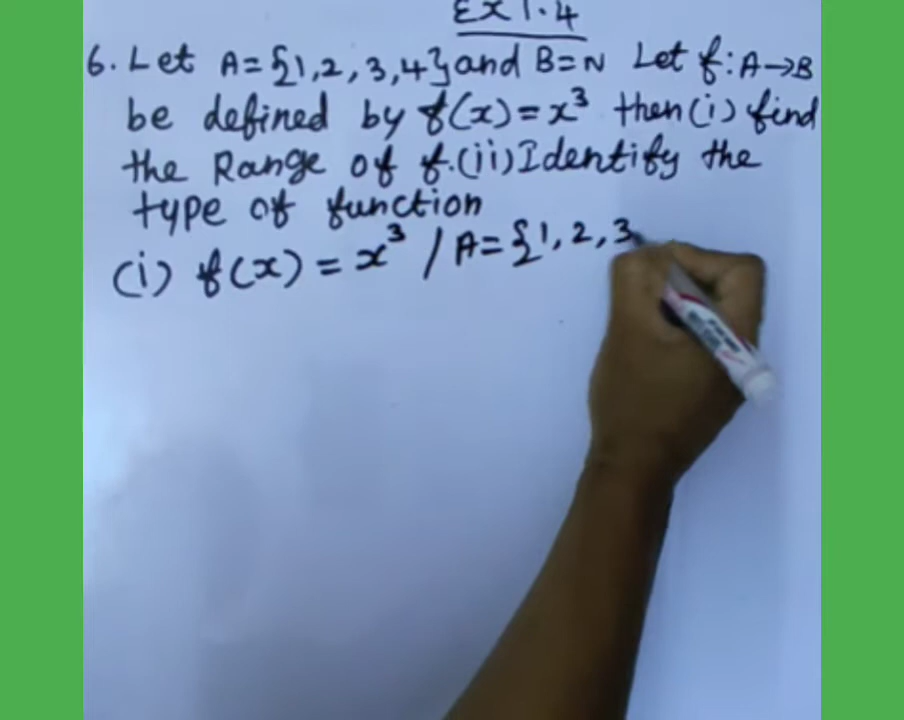 Ex 1.4
6. Let A={1,2,3,4} and B=N Let f:A→B
be defined by f(x)=x³ then(i) find
the Range of f.(ii)Identify the
type of function
(i) f(x)=x³ / A={1,2,3